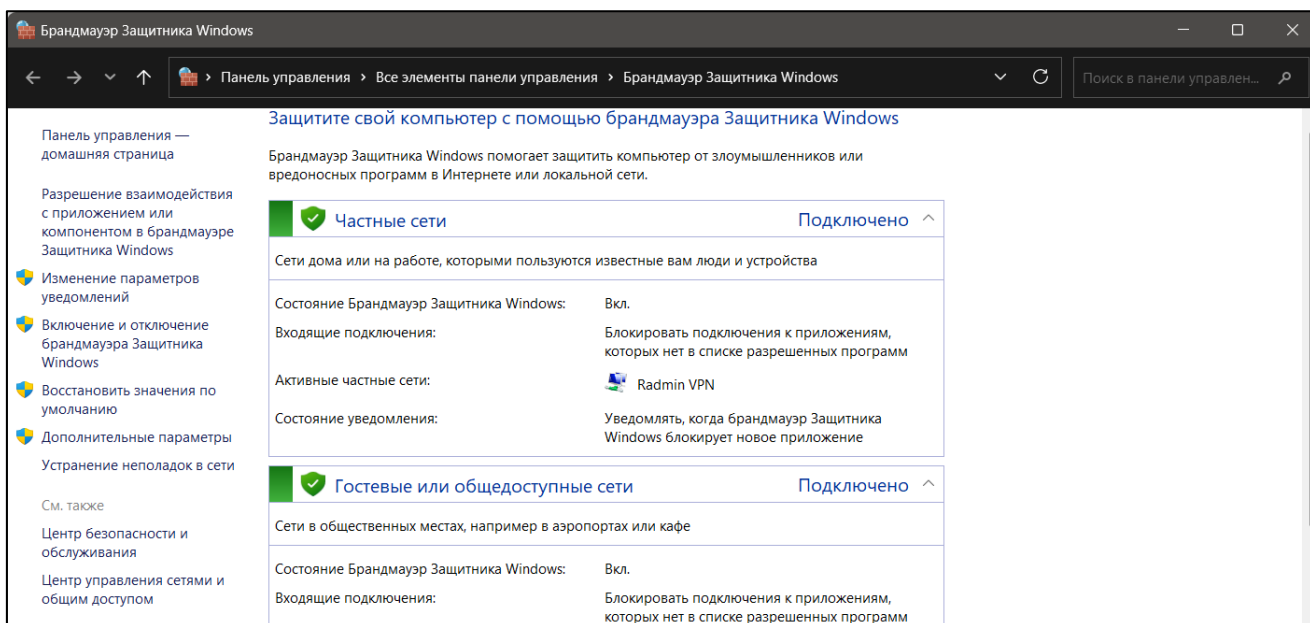 Брандмауэр Защитника Windows
Панель управления > Все элементы панели управления > Брандмауэр Защитника Windows
Поиск в панели управлен...
Панель управления —
домашняя страница
Разрешение взаимодействия
с приложением или
компонентом в брандмауэре
Защитника Windows
Изменение параметров
уведомлений
Включение и отключение
брандмауэра Защитника
Windows
Восстановить значения по
умолчанию
Дополнительные параметры
Устранение неполадок в сети
См. также
Центр безопасности и
обслуживания
Центр управления сетями и
общим доступом
Защитите свой компьютер с помощью брандмауэра Защитника Windows
Брандмауэр Защитника Windows помогает защитить компьютер от злоумышленников или
вредоносных программ в Интернете или локальной сети.
Частные сети Подключено
Сети дома или на работе, которыми пользуются известные вам люди и устройства
Состояние Брандмауэр Защитника Windows: Вкл.
Входящие подключения: Блокировать подключения к приложениям,
которых нет в списке разрешенных программ
Активные частные сети: Radmin VPN
Состояние уведомления: Уведомлять, когда брандмауэр Защитника
Windows блокирует новое приложение
Гостевые или общедоступные сети Подключено
Сети в общественных местах, например в аэропортах или кафе
Состояние Брандмауэр Защитника Windows: Вкл.
Входящие подключения: Блокировать подключения к приложениям,
которых нет в списке разрешенных программ